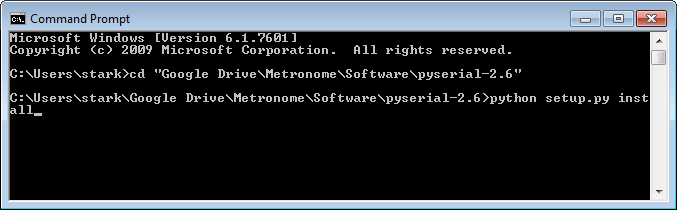 Command Prompt
Microsoft Windows [Version 6.1.7601]
Copyright (c) 2009 Microsoft Corporation.  All rights reserved.
C:\Users\stark>cd "Google Drive\Metronome\Software\pyserial-2.6"
C:\Users\stark\Google Drive\Metronome\Software\pyserial-2.6>python setup.py inst
all_